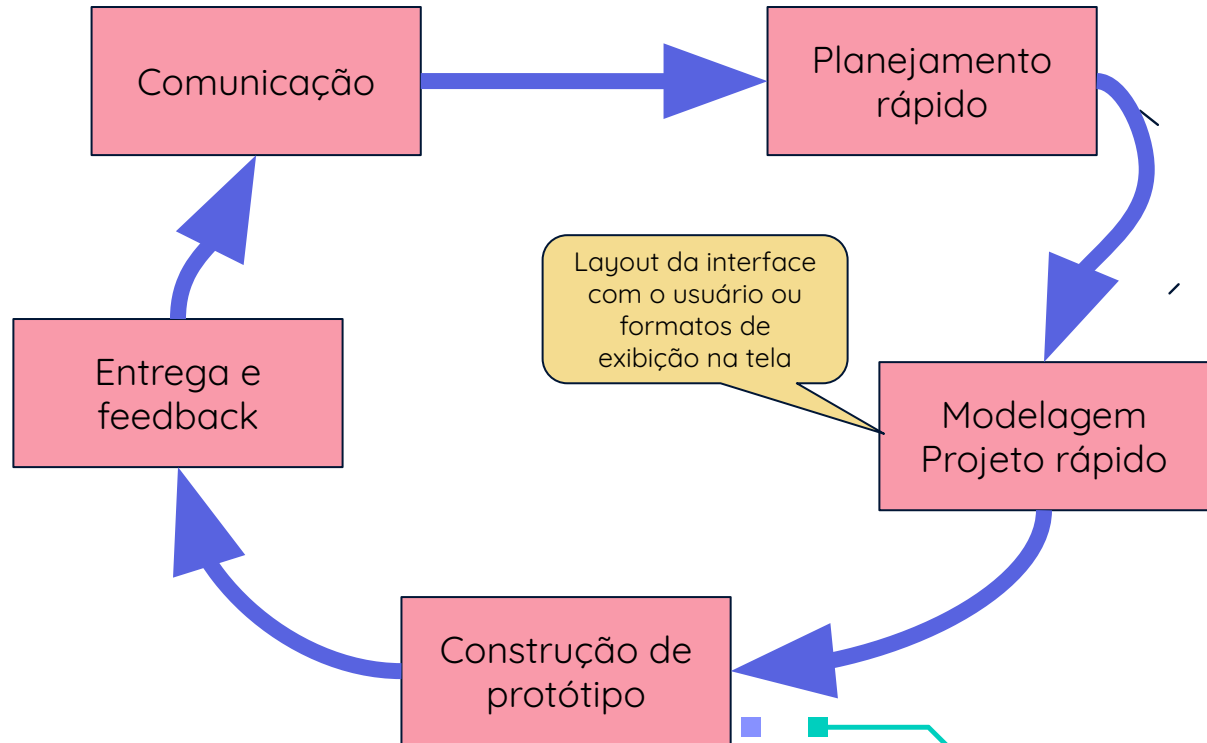 Comunicação
Planejamento
rápido
Layout da interface
com o usuário ou
formatos de
exibição na tela
Entrega e
feedback
Modelagem
Projeto rápido
Construção de
protótipo